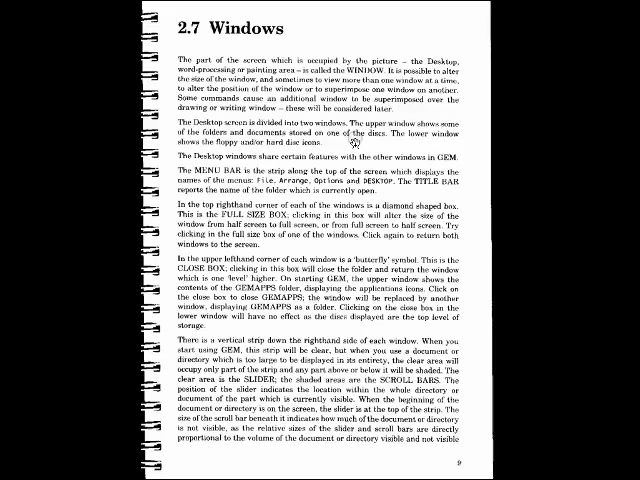 2.7 Windows
The part of the screen which is occupied by the picture – the Desktop,
word-processing or painting area – is called the WINDOW. It is possible to alter
the size of the window, and sometimes to view more than one window at a time,
to alter the position of the window or to superimpose one window on another.
Some commands cause an additional window to be superimposed over the
drawing or writing window – these will be considered later.
The Desktop screen is divided into two windows. The upper window shows some
of the folders and documents stored on one of the discs. The lower window
shows the floppy and/or hard disc icons.
The Desktop windows share certain features with the other windows in GEM.
The MENU BAR is the strip along the top of the screen which displays the
names of the menus: File, Arrange, Options and DESKTOP. The TITLE BAR
reports the name of the folder which is currently open.
In the top righthand corner of each of the windows is a diamond shaped box.
This is the FULL SIZE BOX; clicking in this box will alter the size of the
window from half screen to full screen, or from full screen to half screen. Try
clicking in the full size box of one of the windows. Click again to return both
windows to the screen.
In the upper lefthand corner of each window is a 'butterfly' symbol. This is the
CLOSE BOX; clicking in this box will close the folder and return the window
which is one 'level' higher. On starting GEM, the upper window shows the
contents of the GEMAPPS folder, displaying the applications icons. Click on
the close box to close GEMAPPS; the window will be replaced by another
window, displaying GEMAPPS as a folder. Clicking on the close box in the
lower window will have no effect as the discs displayed are the top level of
storage.
There is a vertical strip down the righthand side of each window. When you
start using GEM, this strip will be clear, but when you use a document or
directory which is too large to be displayed in its entirety, the clear area will
occupy only part of the strip and any part above or below it will be shaded. The
clear area is the SLIDER; the shaded areas are the SCROLL BARS. The
position of the slider indicates the location within the whole directory or
document of the part which is currently visible. When the beginning of the
document or directory is on the screen, the slider is at the top of the strip. The
size of the scroll bar beneath it indicates how much of the document or directory
is not visible, as the relative sizes of the slider and scroll bars are directly
proportional to the volume of the document or directory visible and not visible
9